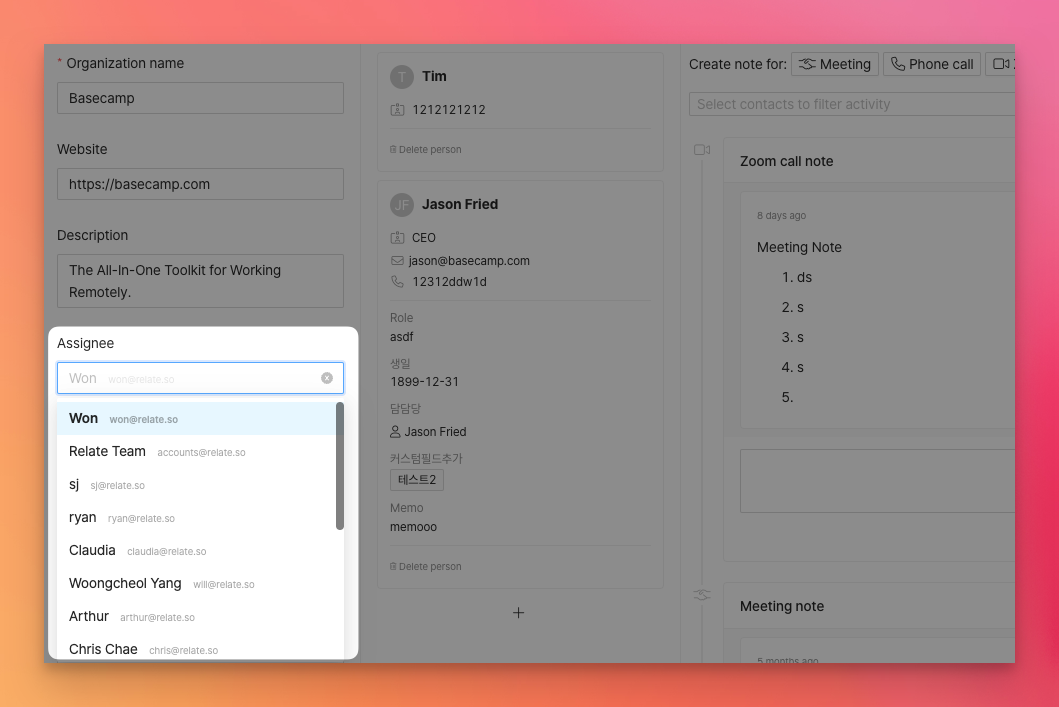 * Organization name
Basecamp
Website
https://basecamp.com
Description
The All-In-One Toolkit for Working
Remotely.
Assignee
Won won@relate.so
Won won@relate.so
Relate Team accounts@relate.so
sj sj@relate.so
ryan ryan@relate.so
Claudia claudia@relate.so
Woongcheol Yang will@relate.so
Arthur arthur@relate.so
Chris Chae chris@relate.so
T Tim
1212121212
Delete person
JF Jason Fried
CEO
jason@basecamp.com
12312ddw1d
Role
asdf
생일
1899-12-31
담담당
Jason Fried
커스텀필드추가
테스트2
Memo
memooo
Delete person
+
Create note for: Meeting Phone call
Select contacts to filter activity
Zoom call note
8 days ago
Meeting Note
1. ds
2. s
3. s
4. s
5.
Meeting note
5 months ago